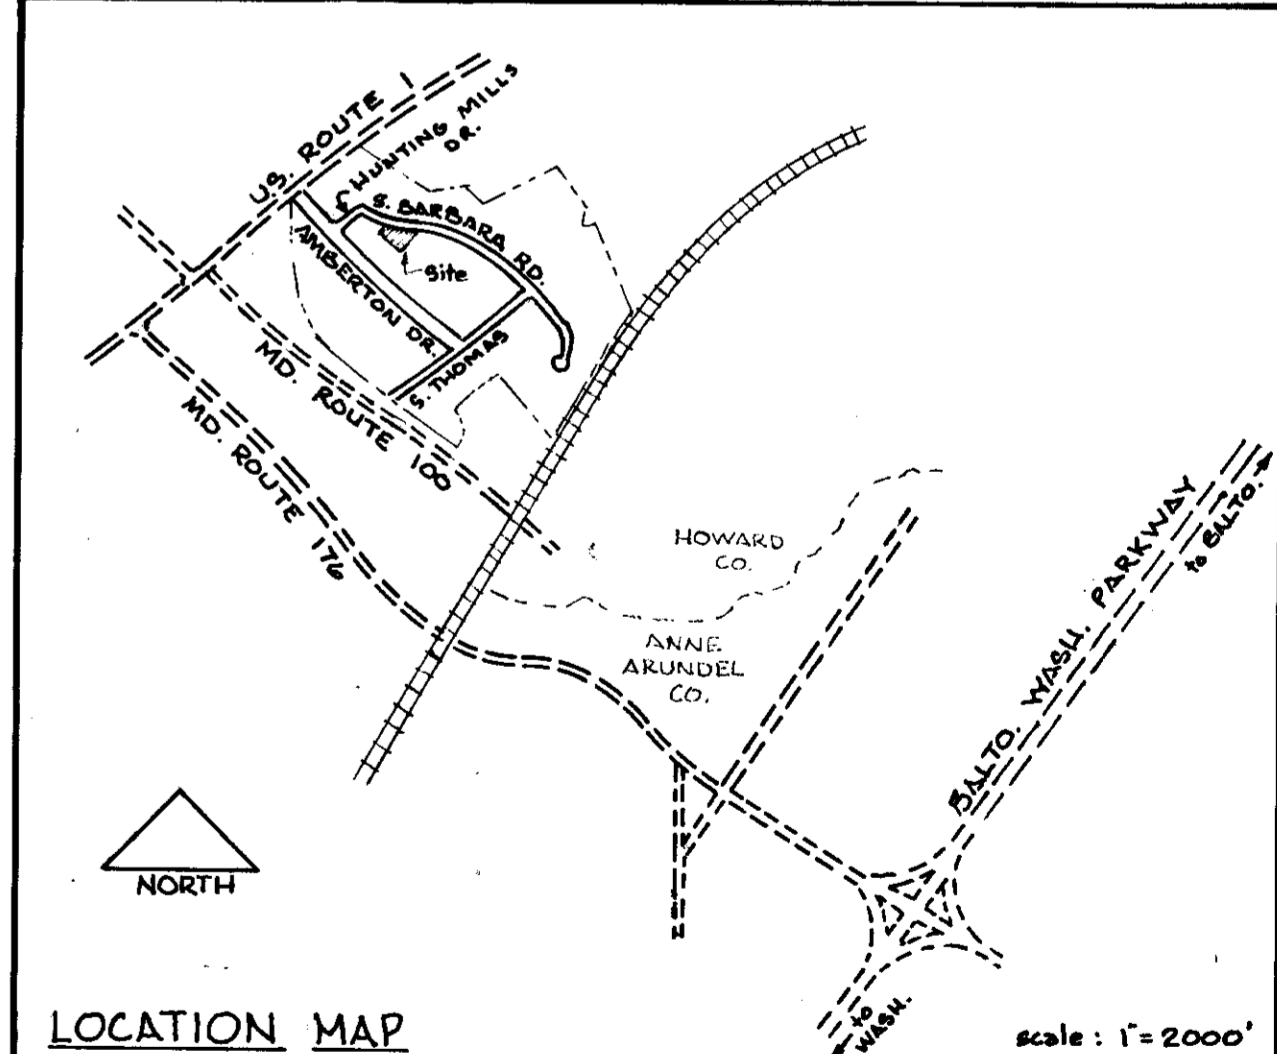 U.S. ROUTE 1
HUNTING MILLS
DR.
S. BARBARA RD.
AMBERTON DR.
Site
S. THOMAS
MD. ROUTE 100
MD. ROUTE 176
HOWARD
CO.
ANNE
ARUNDEL
CO.
BALTO. WASH. PARKWAY
to BALTO.
NORTH
to
WASH.
LOCATION MAP
scale : 1"=2000'